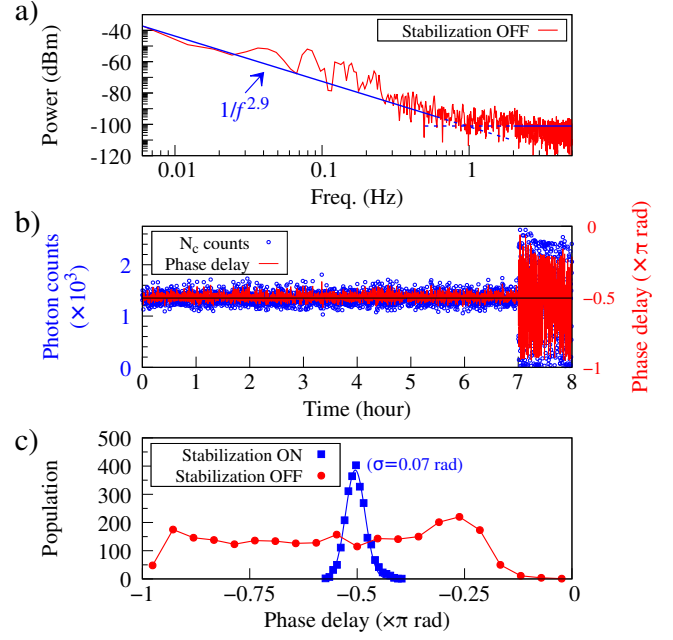 a)
Power (dBm)
-40
-60
-80
-100
-120
Stabilization OFF
1/f^2.9
0.01
0.1
1
Freq. (Hz)
b)
Photon counts
(×10^3)
2
1
0
N_c counts
Phase delay
0
−0.5
−1
Phase delay (×π rad)
0
1
2
3
4
5
6
7
8
Time (hour)
c)
Population
500
400
300
200
100
0
Stabilization ON
Stabilization OFF
(σ=0.07 rad)
−1
−0.75
−0.5
−0.25
0
Phase delay (×π rad)